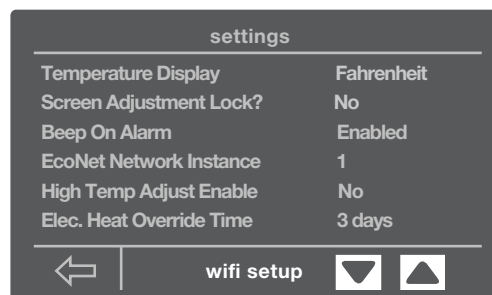 settings
Temperature Display Fahrenheit
Screen Adjustment Lock? No
Beep On Alarm Enabled
EcoNet Network Instance 1
High Temp Adjust Enable No
Elec. Heat Override Time 3 days
wifi setup